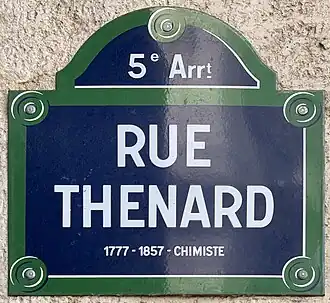 5e Arrt
RUE
THENARD
1777 - 1857 - CHIMISTE